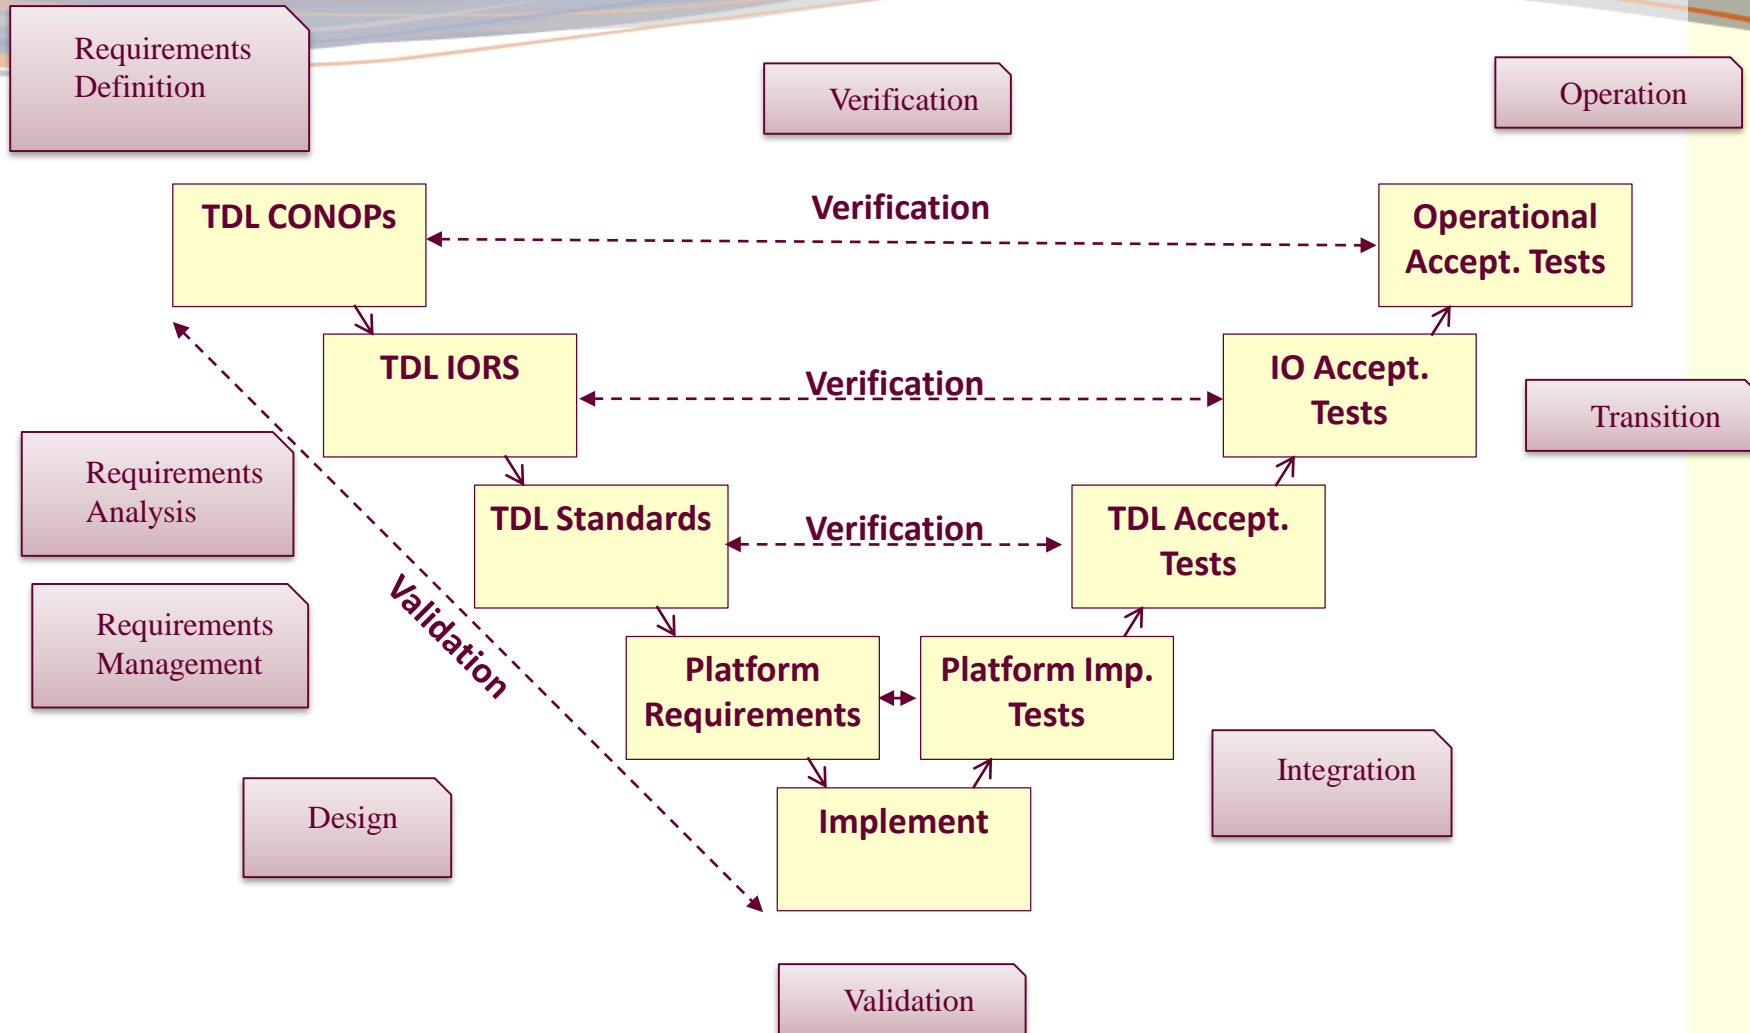 Requirements
Definition
Verification
Operation
TDL CONOPs
Verification
Operational
Accept. Tests
TDL IORS
Verification
IO Accept.
Tests
Transition
Requirements
Analysis
TDL Standards
Verification
TDL Accept.
Tests
Requirements
Management
Validation
Platform
Requirements
Platform Imp.
Tests
Integration
Design
Implement
Validation